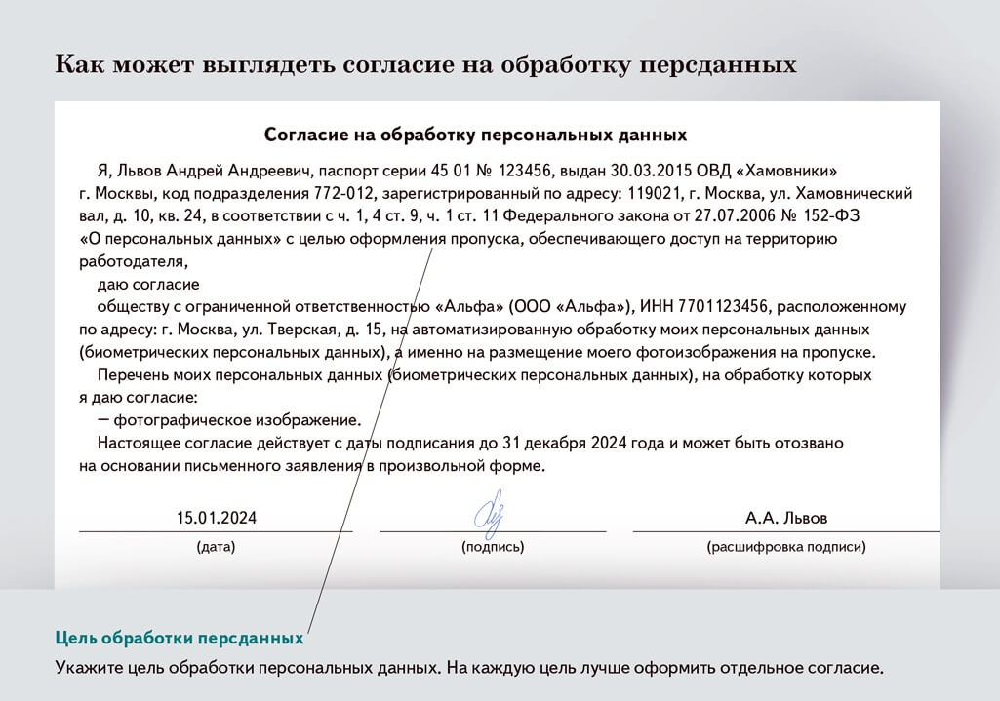 Как может выглядеть согласие на обработку персданных
Согласие на обработку персональных данных
Я, Львов Андрей Андреевич, паспорт серии 45 01 № 123456, выдан 30.03.2015 ОВД «Хамовники»
г. Москвы, код подразделения 772-012, зарегистрированный по адресу: 119021, г. Москва, ул. Хамовнический
вал, д. 10, кв. 24, в соответствии с ч. 1, 4 ст. 9, ч. 1 ст. 11 Федерального закона от 27.07.2006 № 152-ФЗ
«О персональных данных» с целью оформления пропуска, обеспечивающего доступ на территорию
работодателя,
даю согласие
обществу с ограниченной ответственностью «Альфа» (ООО «Альфа»), ИНН 7701123456, расположенному
по адресу: г. Москва, ул. Тверская, д. 15, на автоматизированную обработку моих персональных данных
(биометрических персональных данных), а именно на размещение моего фотоизображения на пропуске.
Перечень моих персональных данных (биометрических персональных данных), на обработку которых
я даю согласие:
— фотографическое изображение.
Настоящее согласие действует с даты подписания до 31 декабря 2024 года и может быть отозвано
на основании письменного заявления в произвольной форме.
15.01.2024 А.А. Львов
(дата) (подпись) (расшифровка подписи)
Цель обработки персданных
Укажите цель обработки персональных данных. На каждую цель лучше оформить отдельное согласие.